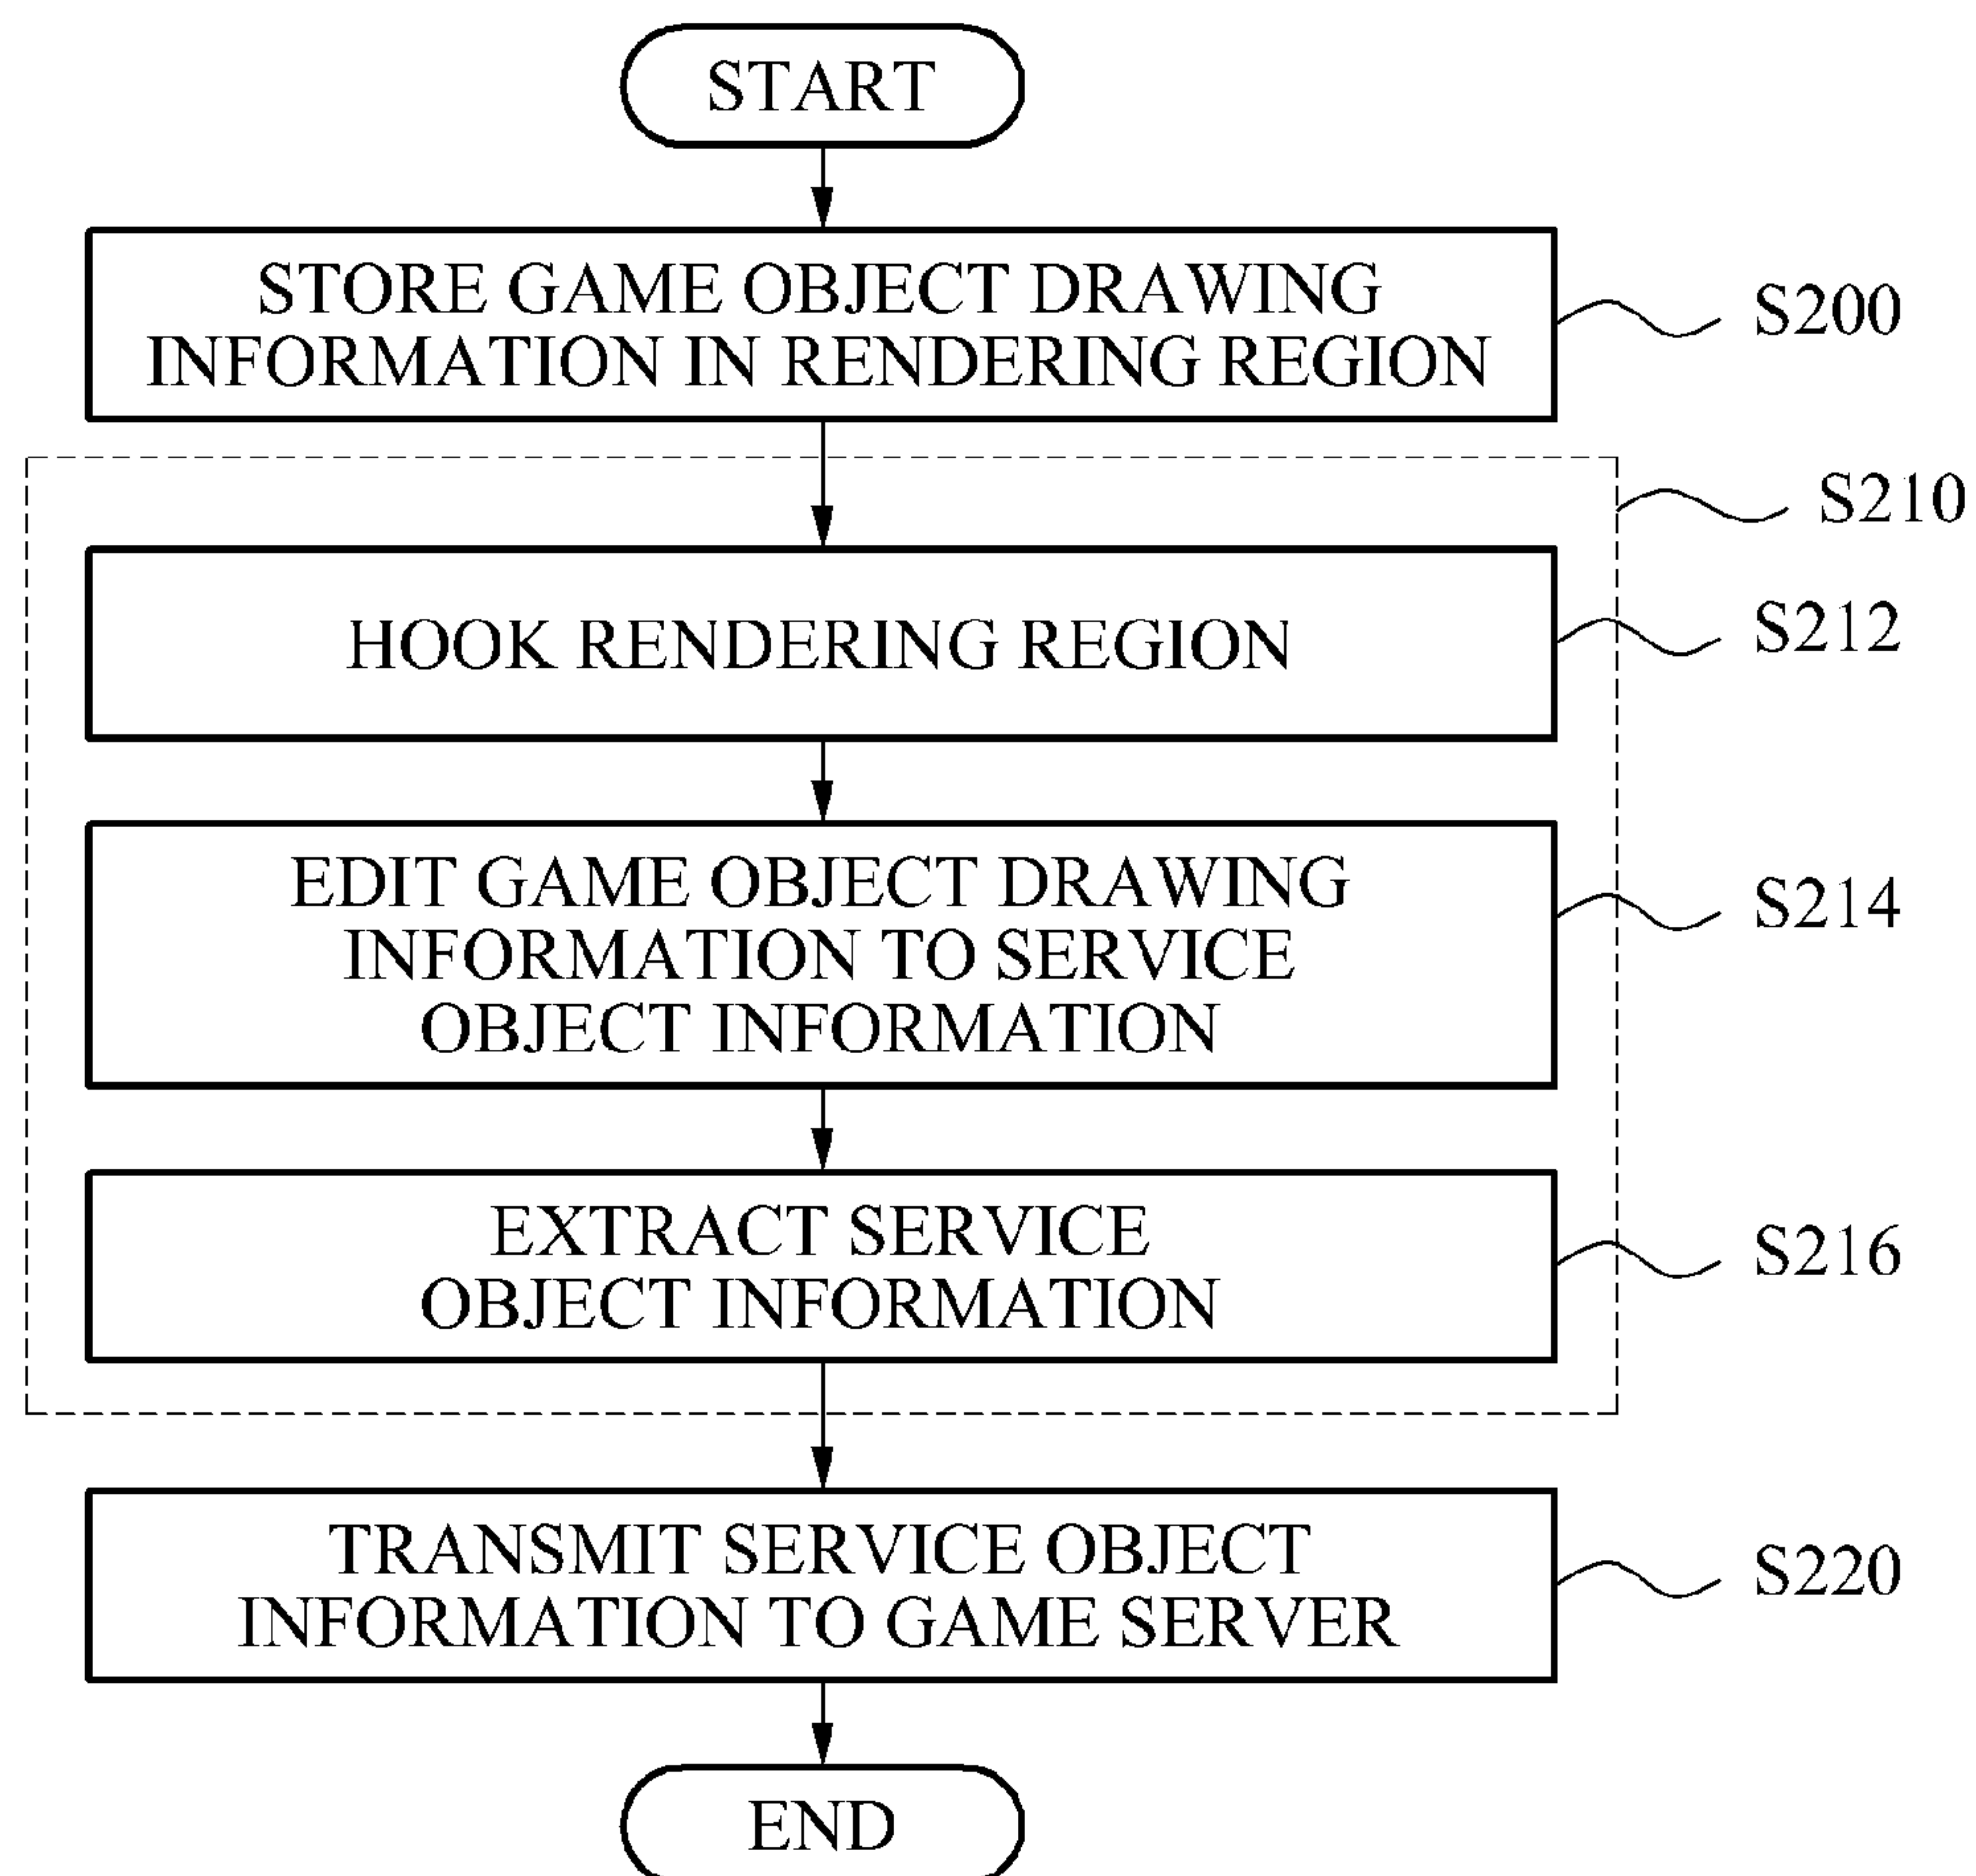 START
STORE GAME OBJECT DRAWING
INFORMATION IN RENDERING REGION
S200
S210
HOOK RENDERING REGION
S212
EDIT GAME OBJECT DRAWING
INFORMATION TO SERVICE
OBJECT INFORMATION
S214
EXTRACT SERVICE
OBJECT INFORMATION
S216
TRANSMIT SERVICE OBJECT
INFORMATION TO GAME SERVER
S220
END